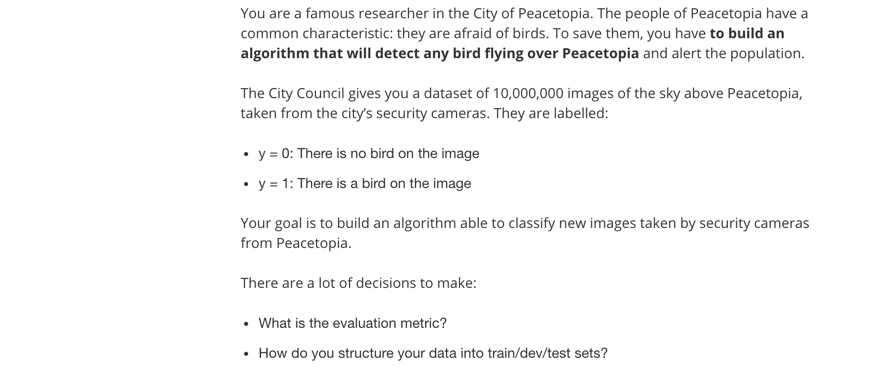 You are a famous researcher in the City of Peacetopia. The people of Peacetopia have a
common characteristic: they are afraid of birds. To save them, you have to build an
algorithm that will detect any bird flying over Peacetopia and alert the population.
The City Council gives you a dataset of 10,000,000 images of the sky above Peacetopia,
taken from the city’s security cameras. They are labelled:
• y = 0: There is no bird on the image
• y = 1: There is a bird on the image
Your goal is to build an algorithm able to classify new images taken by security cameras
from Peacetopia.
There are a lot of decisions to make:
• What is the evaluation metric?
• How do you structure your data into train/dev/test sets?